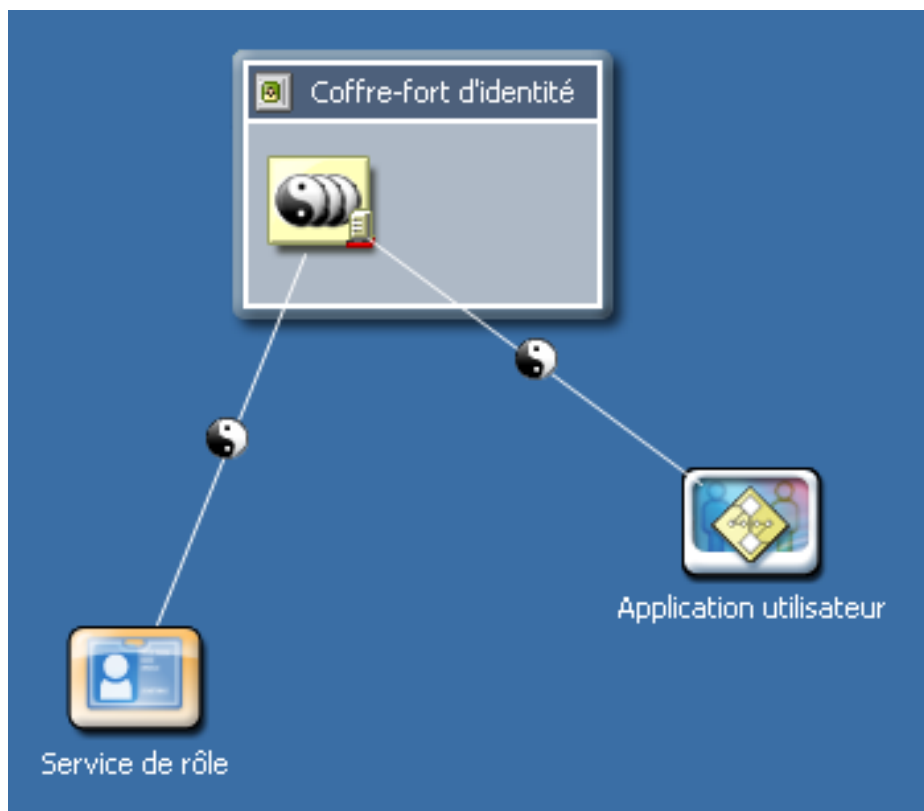 Coffre-fort d'identité
Application utilisateur
Service de rôle